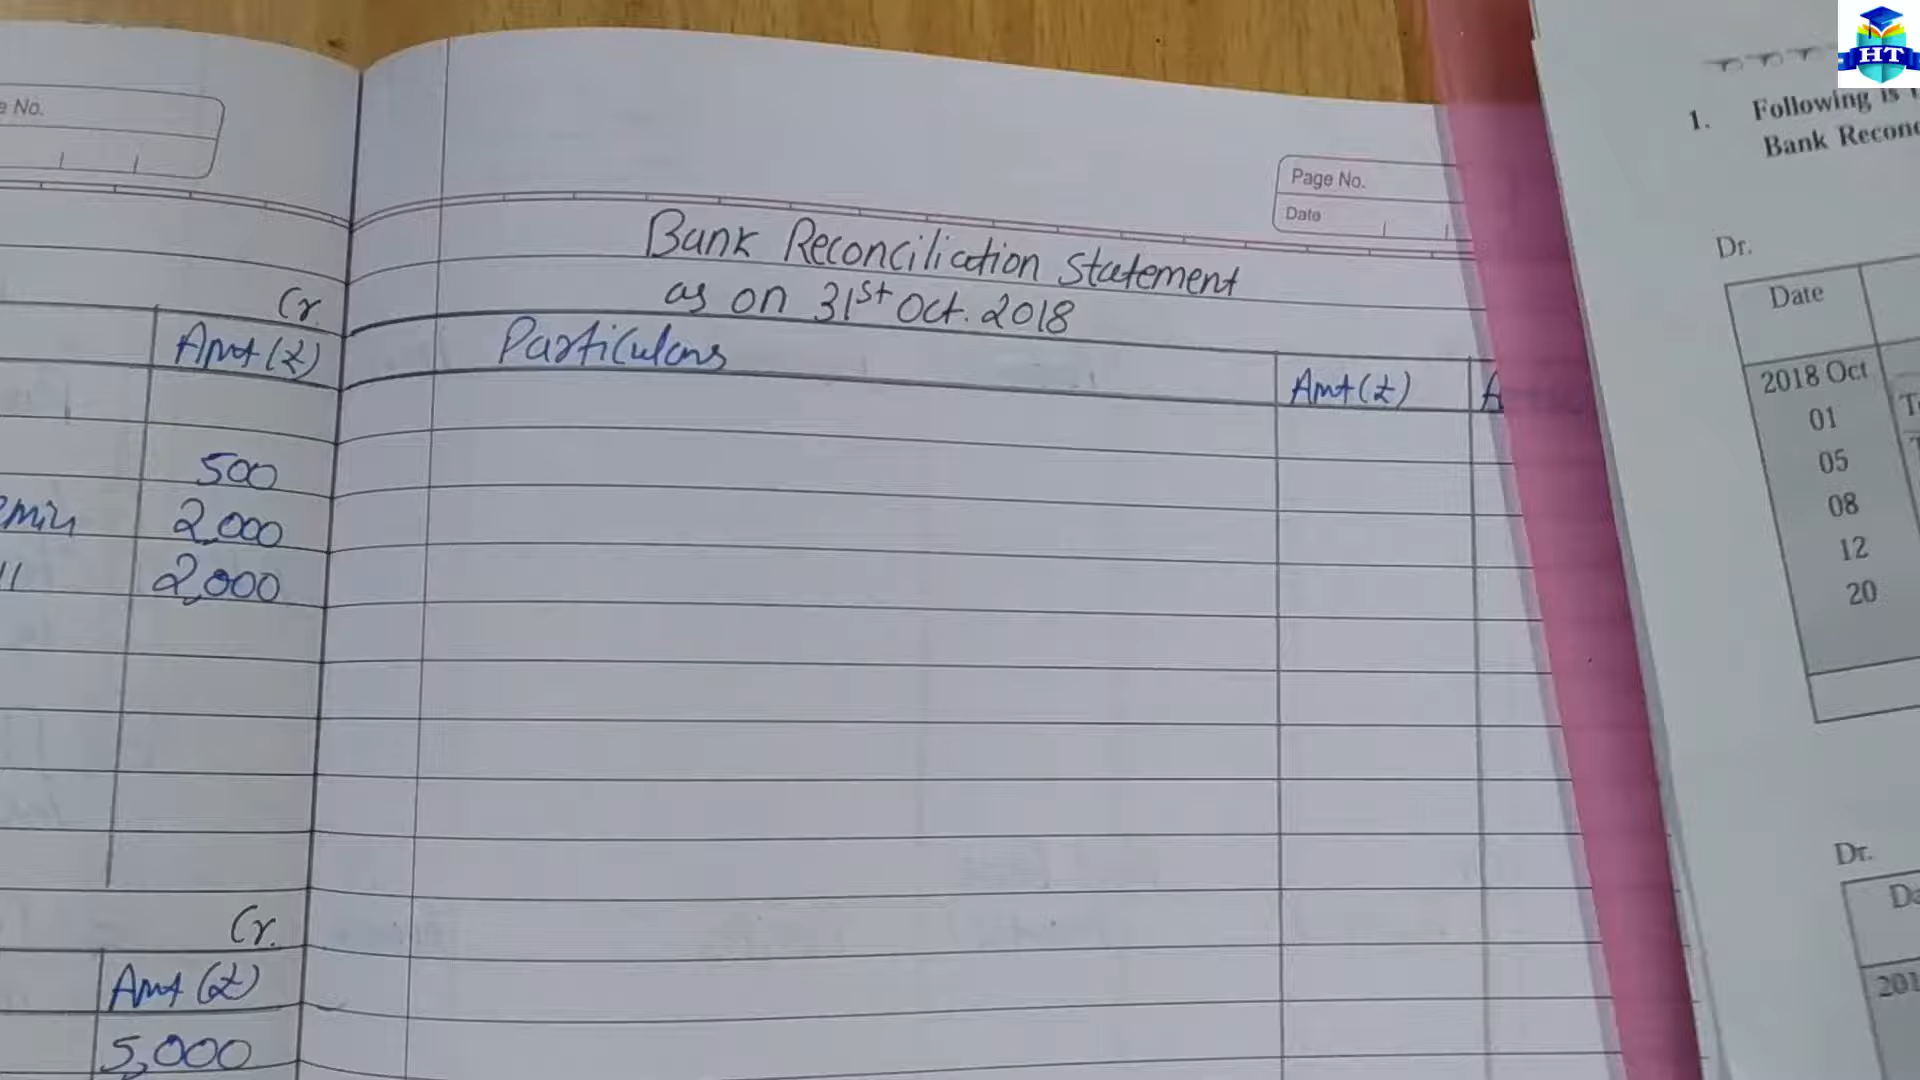 e No.
Cr.
Amt (₹)
500
2,000
2,000
Cr.
Amt (₹)
5,000
Page No.
Date
Bank Reconciliation Statement
as on 31st Oct. 2018
Particulars
Amt (₹)
HT
1. Following is
Bank Recon
Dr.
Date
2018 Oct
01
05
08
12
20
Dr.
201